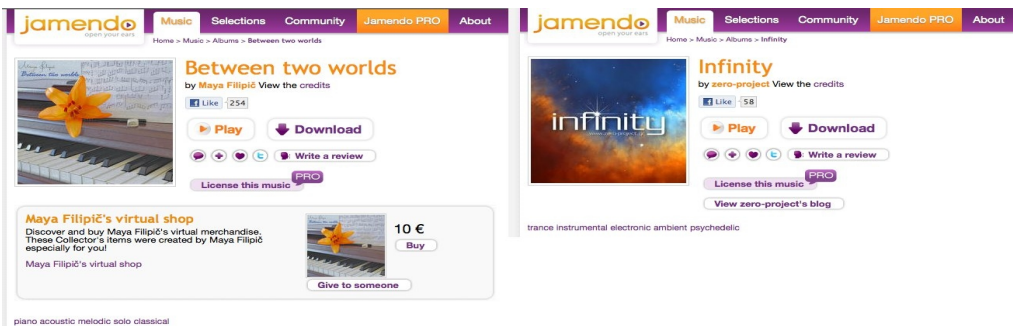 jamendo
open your ears
Music Selections Community Jamendo PRO About
Home > Music > Albums > Between two worlds
Between two worlds
by Maya Filipič View the credits
Like 254
Play Download
Write a review
License this music PRO
Maya Filipič's virtual shop
Discover and buy Maya Filipič's virtual merchandise.
These Collector's items were created by Maya Filipič
especially for you!
Maya Filipič's virtual shop
10 €
Buy
Give to someone
piano acoustic melodic solo classical
jamendo
open your ears
Music Selections Community Jamendo PRO About
Home > Music > Albums > Infinity
infinity
www.zero-project.gr
Infinity
by zero-project View the credits
Like 58
Play Download
Write a review
License this music PRO
View zero-project's blog
trance instrumental electronic ambient psychedelic